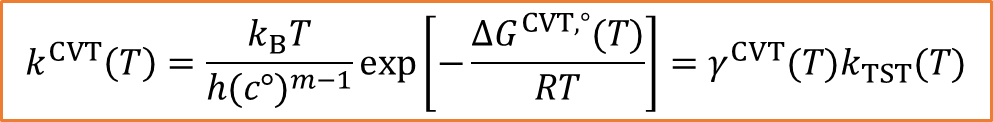 k^CVT(T) = k_B T / h(c°)^{m−1} exp[−ΔG^{CVT,°}(T) / RT] = γ^CVT(T)k_TST(T)